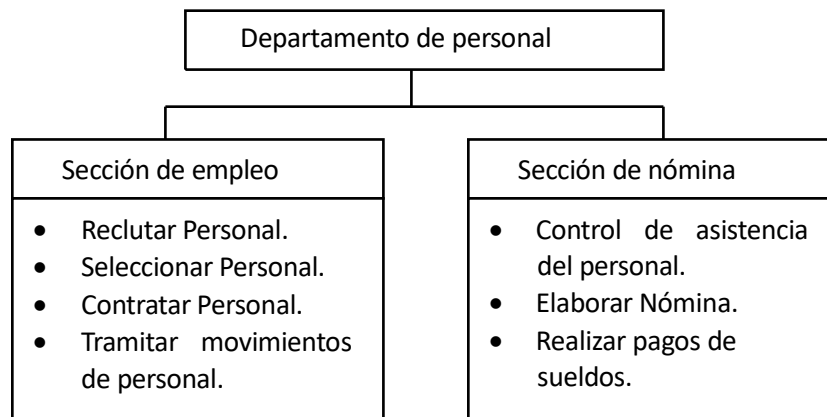 Departamento de personal
Sección de empleo
• Reclutar Personal.
• Seleccionar Personal.
• Contratar Personal.
• Tramitar movimientos
de personal.
Sección de nómina
• Control de asistencia
del personal.
• Elaborar Nómina.
• Realizar pagos de
sueldos.